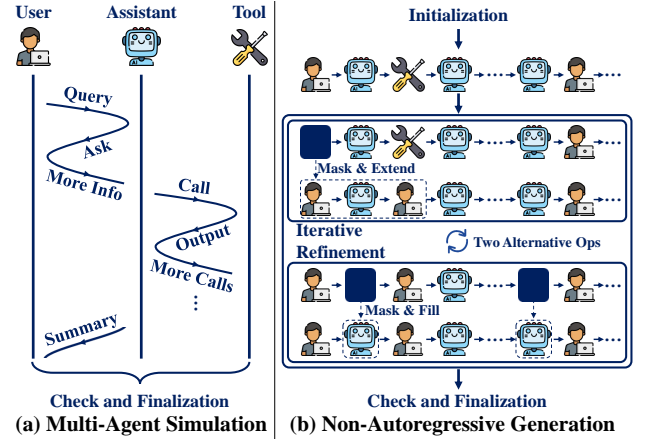 User
Assistant
Tool
Query
Ask
More Info
Call
Output
More Calls
Summary
Check and Finalization
(a) Multi-Agent Simulation
Initialization
Mask & Extend
Iterative
Refinement
Two Alternative Ops
Mask & Fill
Check and Finalization
(b) Non-Autoregressive Generation